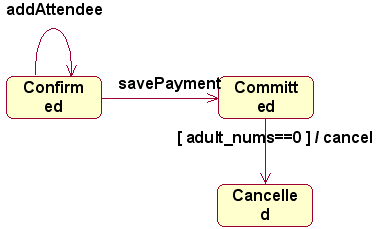 addAttendee
Confirm
ed
savePayment
Committ
ed
[ adult_nums==0 ] / cancel
Cancelle
d